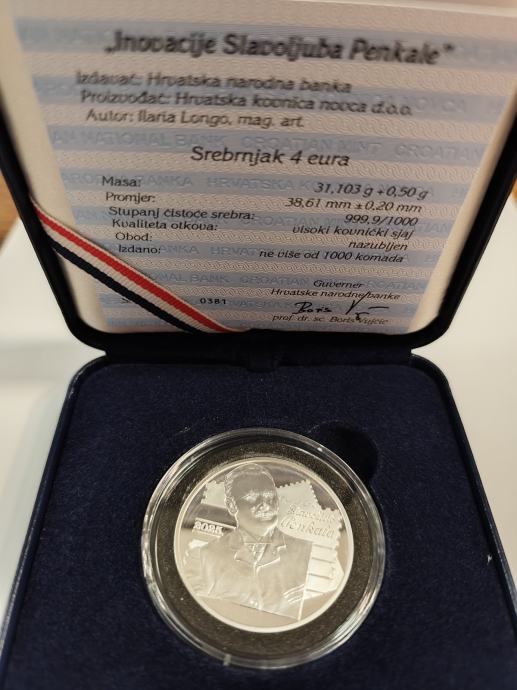 „Inovacije Slavoljuba Penkale"
Izdavač: Hrvatska narodna banka
Proizvođač: Hrvatska kovnica novca d.o.o.
Autor: Ilaria Longo, mag. art.
Srebrnjak 4 eura
Masa: 31,103 g +0,50 g
Promjer: 38,61 mm ±0,20 mm
Stupanj čistoće srebra: 999,9/1000
Kvaliteta otkova: visoki kovnički sjaj
Obod: nazubljen
Izdano: ne više od 1000 komada
Guverner
Hrvatske narodne banke
0381
prof. dr. sc. Boris Vujčić
2025
Slavoljub
Penkala